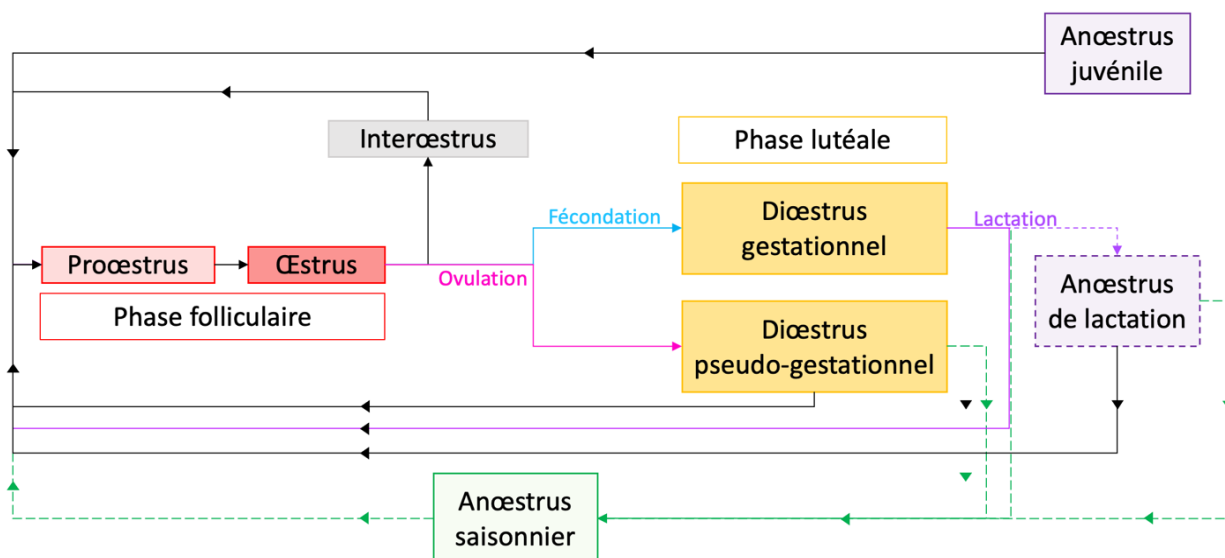 Anœstrus
juvénile
Interœstrus
Phase lutéale
Fécondation
Diœstrus
gestationnel
Lactation
Proœstrus
Œstrus
Ovulation
Anœstrus
de lactation
Phase folliculaire
Diœstrus
pseudo-gestationnel
Anœstrus
saisonnier